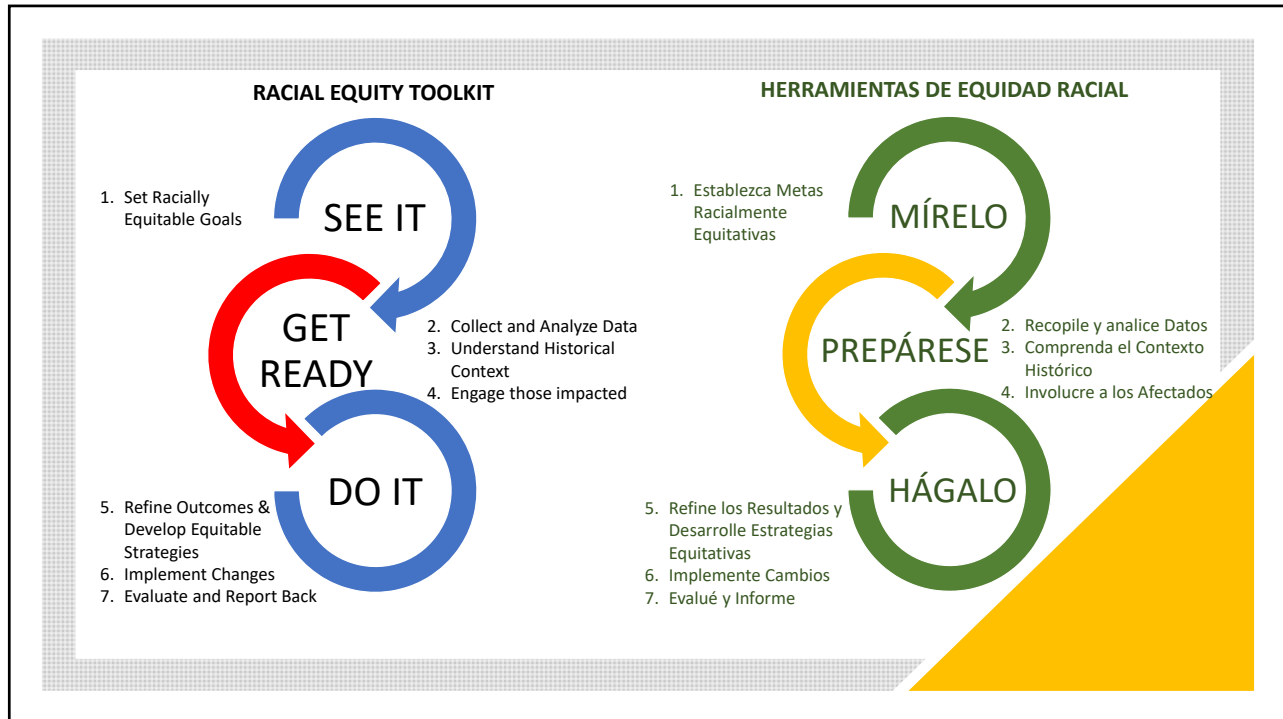 RACIAL EQUITY TOOLKIT
1. Set Racially
Equitable Goals
SEE IT
GET
READY
2. Collect and Analyze Data
3. Understand Historical
Context
4. Engage those impacted
DO IT
5. Refine Outcomes &
Develop Equitable
Strategies
6. Implement Changes
7. Evaluate and Report Back
HERRAMIENTAS DE EQUIDAD RACIAL
1. Establezca Metas
Racialmente
Equitativas
MÍRELO
PREPÁRESE
2. Recopile y analice Datos
3. Comprenda el Contexto
Histórico
4. Involucre a los Afectados
HÁGALO
5. Refine los Resultados y
Desarrolle Estrategias
Equitativas
6. Implemente Cambios
7. Evalué y Informe